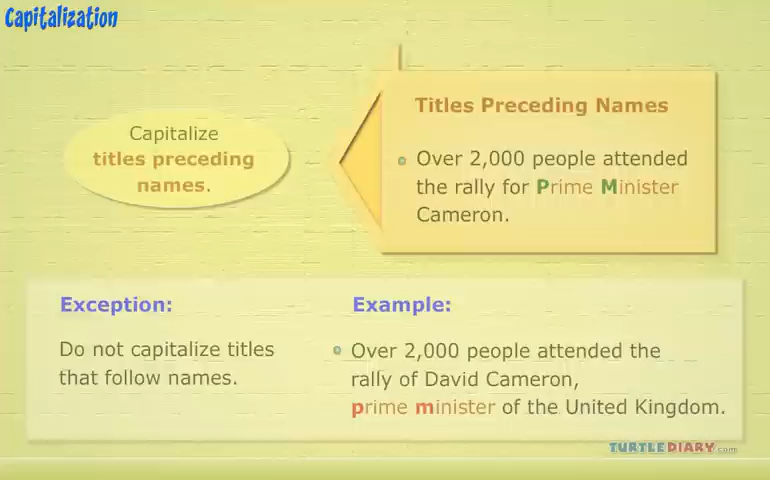 Capitalization
Capitalize
titles preceding
names.
Titles Preceding Names
Over 2,000 people attended
the rally for Prime Minister
Cameron.
Exception:
Do not capitalize titles
that follow names.
Example:
Over 2,000 people attended the
rally of David Cameron,
prime minister of the United Kingdom.
TURTLEDIARY.com